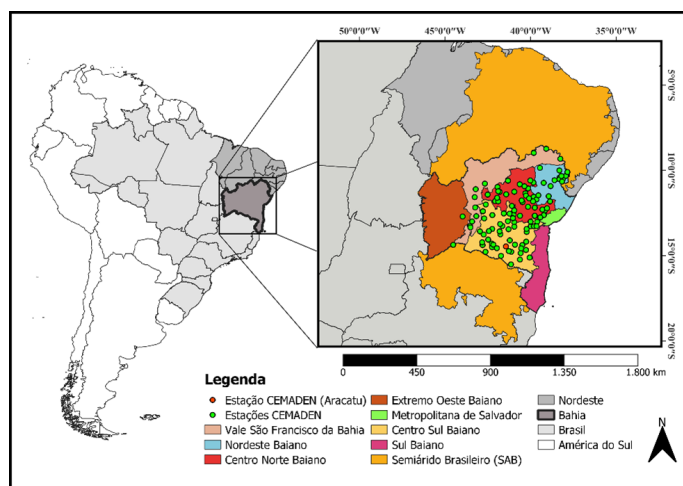 50°0'0"O 45°0'0"O 40°0'0"O 35°0'0"O
5°0'0"S
10°0'0"S
15°0'0"S
20°0'0"S
0 450 900 1.350 1.800 km
Legenda
Estação CEMADEN (Aracatu)
Estações CEMADEN
Vale São Francisco da Bahia
Nordeste Baiano
Centro Norte Baiano
Extremo Oeste Baiano
Metropolitana de Salvador
Centro Sul Baiano
Sul Baiano
Semiárido Brasileiro (SAB)
Nordeste
Bahia
Brasil
América do Sul
N